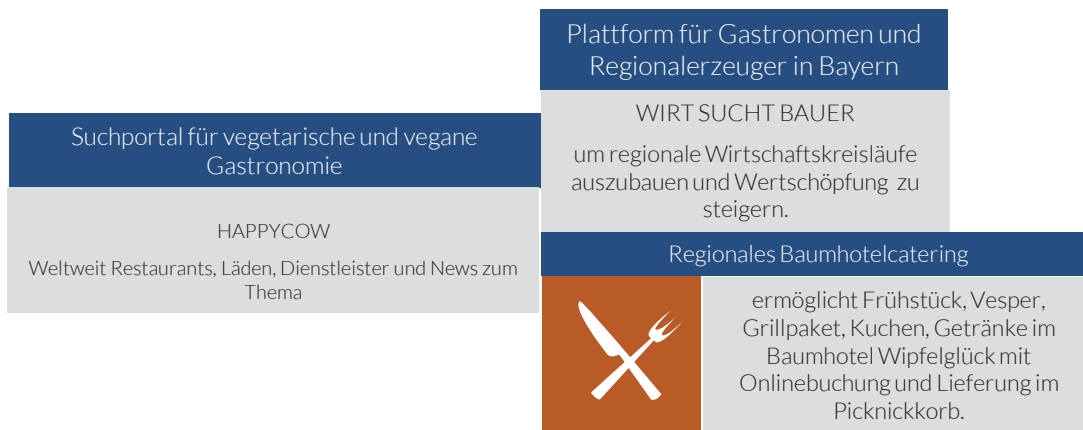 Suchportal für vegetarische und vegane
Gastronomie
HAPPYCOW
Weltweit Restaurants, Läden, Dienstleister und News zum
Thema
Plattform für Gastronomen und
Regionalerzeuger in Bayern
WIRT SUCHT BAUER
um regionale Wirtschaftskreisläufe
auszubauen und Wertschöpfung zu
steigern.
Regionales Baumhotelcatering
ermöglicht Frühstück, Vesper,
Grillpaket, Kuchen, Getränke im
Baumhotel Wipfelglück mit
Onlinebuchung und Lieferung im
Picknickkorb.